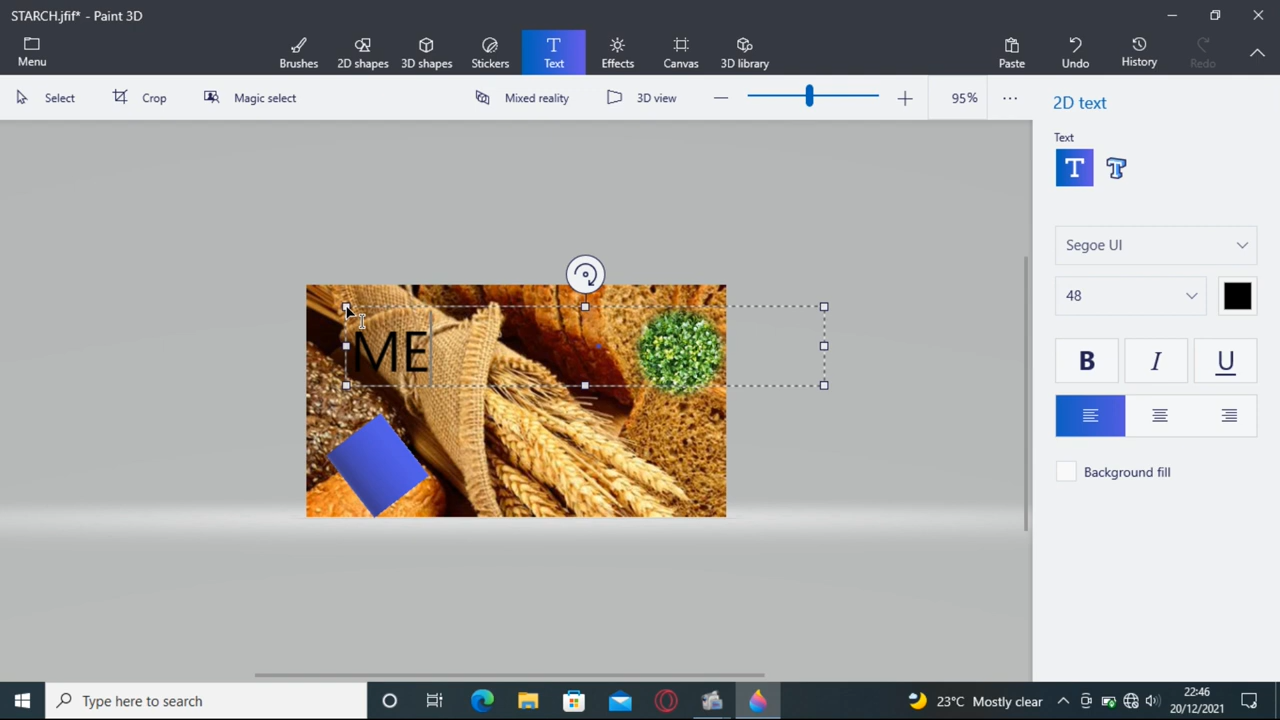 STARCH.jfif* - Paint 3D
Menu
Brushes
2D shapes
3D shapes
Stickers
Text
Effects
Canvas
3D library
Paste
Undo
History
Redo
Select
Crop
Magic select
Mixed reality
3D view
95%
2D text
Text
Segoe UI
48
B
I
U
Background fill
ME
Type here to search
23°C Mostly clear
22:46
20/12/2021